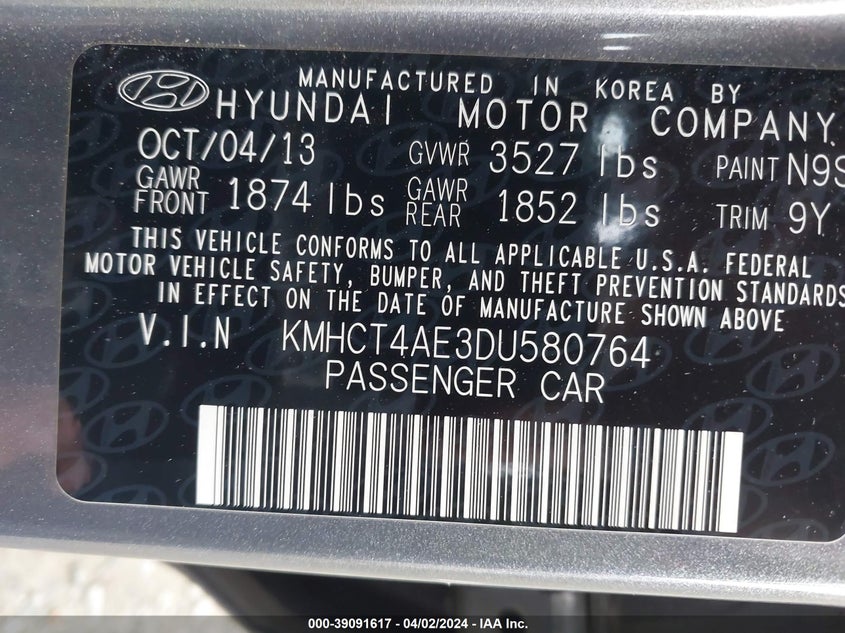 MANUFACTURED IN KOREA BY
HYUNDAI MOTOR COMPANY.
OCT/04/13 GVWR 3527 lbs PAINT N9S
GAWR FRONT 1874 lbs GAWR REAR 1852 lbs TRIM 9Y
THIS VEHICLE CONFORMS TO ALL APPLICABLE U.S.A. FEDERAL
MOTOR VEHICLE SAFETY, BUMPER, AND THEFT PREVENTION STANDARDS
IN EFFECT ON THE DATE OF MANUFACTURE SHOWN ABOVE
V.I.N KMHCT4AE3DU580764
PASSENGER CAR
000-39091617 - 04/02/2024 - IAA Inc.